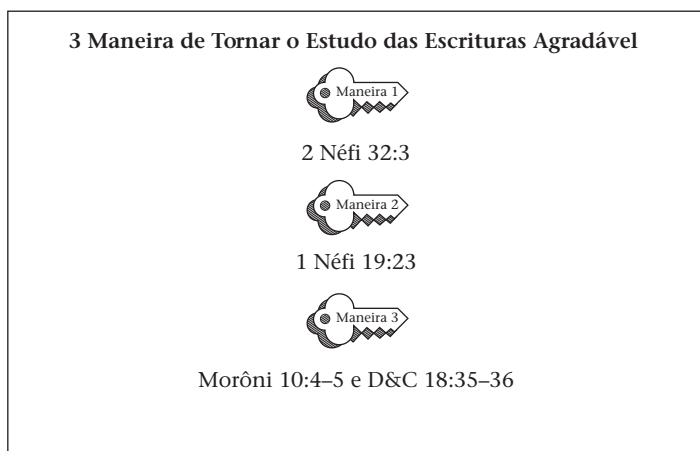 3 Maneira de Tornar o Estudo das Escrituras Agradável
Maneira 1
2 Néfi 32:3
Maneira 2
1 Néfi 19:23
Maneira 3
Morôni 10:4–5 e D&C 18:35–36